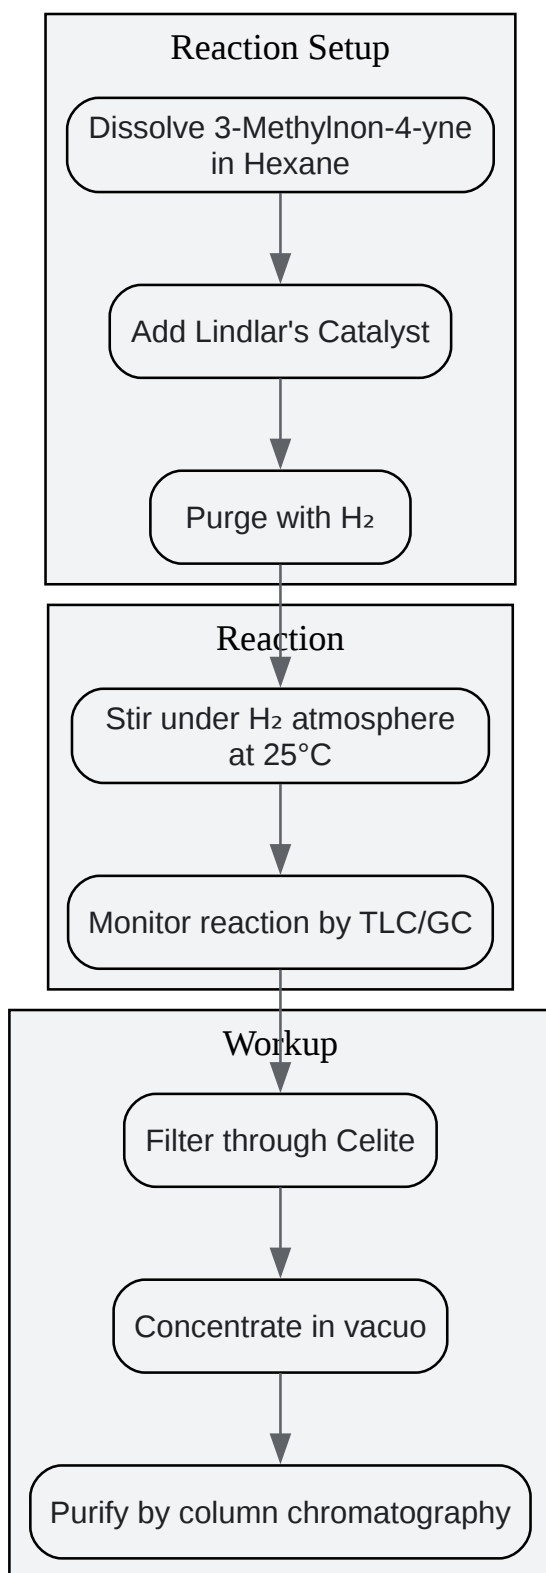 Reaction Setup
Dissolve 3-Methylnon-4-yne
in Hexane
Add Lindlar's Catalyst
Purge with H₂
Reaction
Stir under H₂ atmosphere
at 25°C
Monitor reaction by TLC/GC
Workup
Filter through Celite
Concentrate in vacuo
Purify by column chromatography